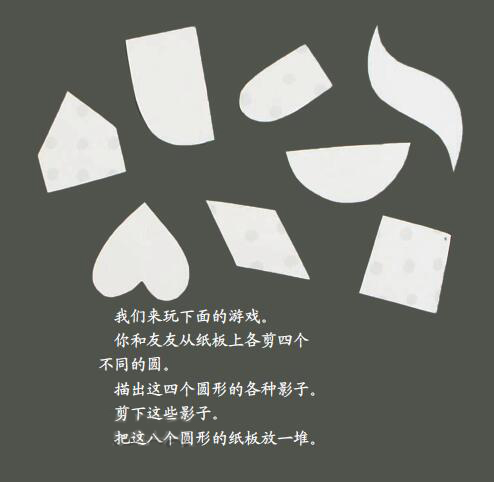 我们来玩下面的游戏。
你和友友从纸板上各剪四个
不同的圆。
描出这四个圆形的各种影子。
剪下这些影子。
把这八个圆形的纸板放一堆。